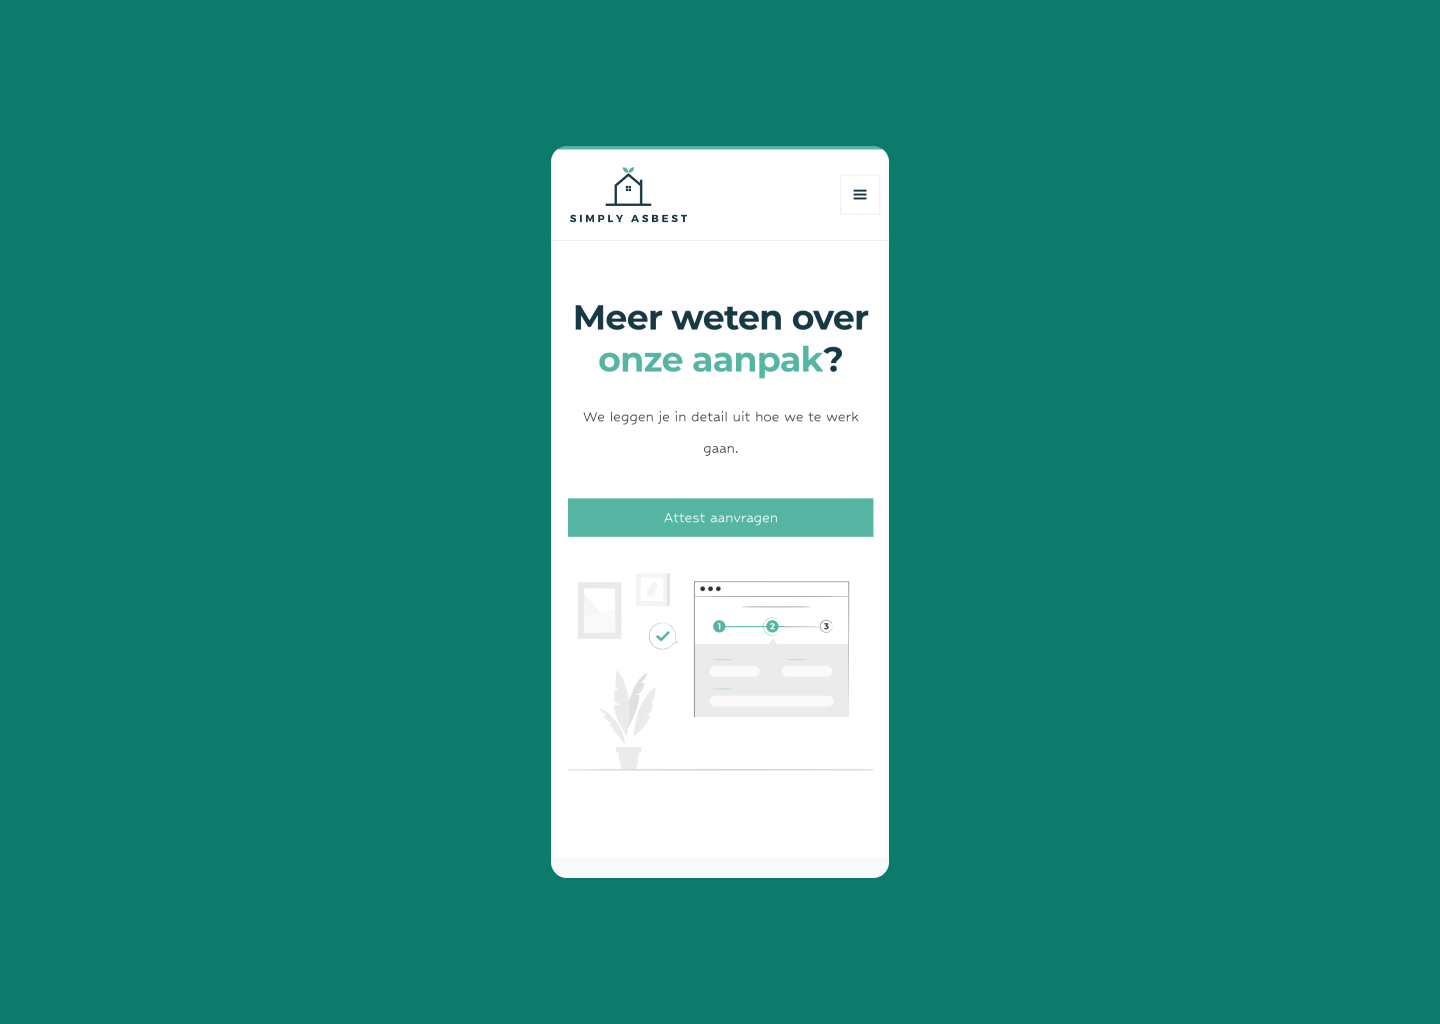 SIMPLY ASBEST
Meer weten over
onze aanpak?
We leggen je in detail uit hoe we te werk
gaan.
Attest aanvragen
1 2 3